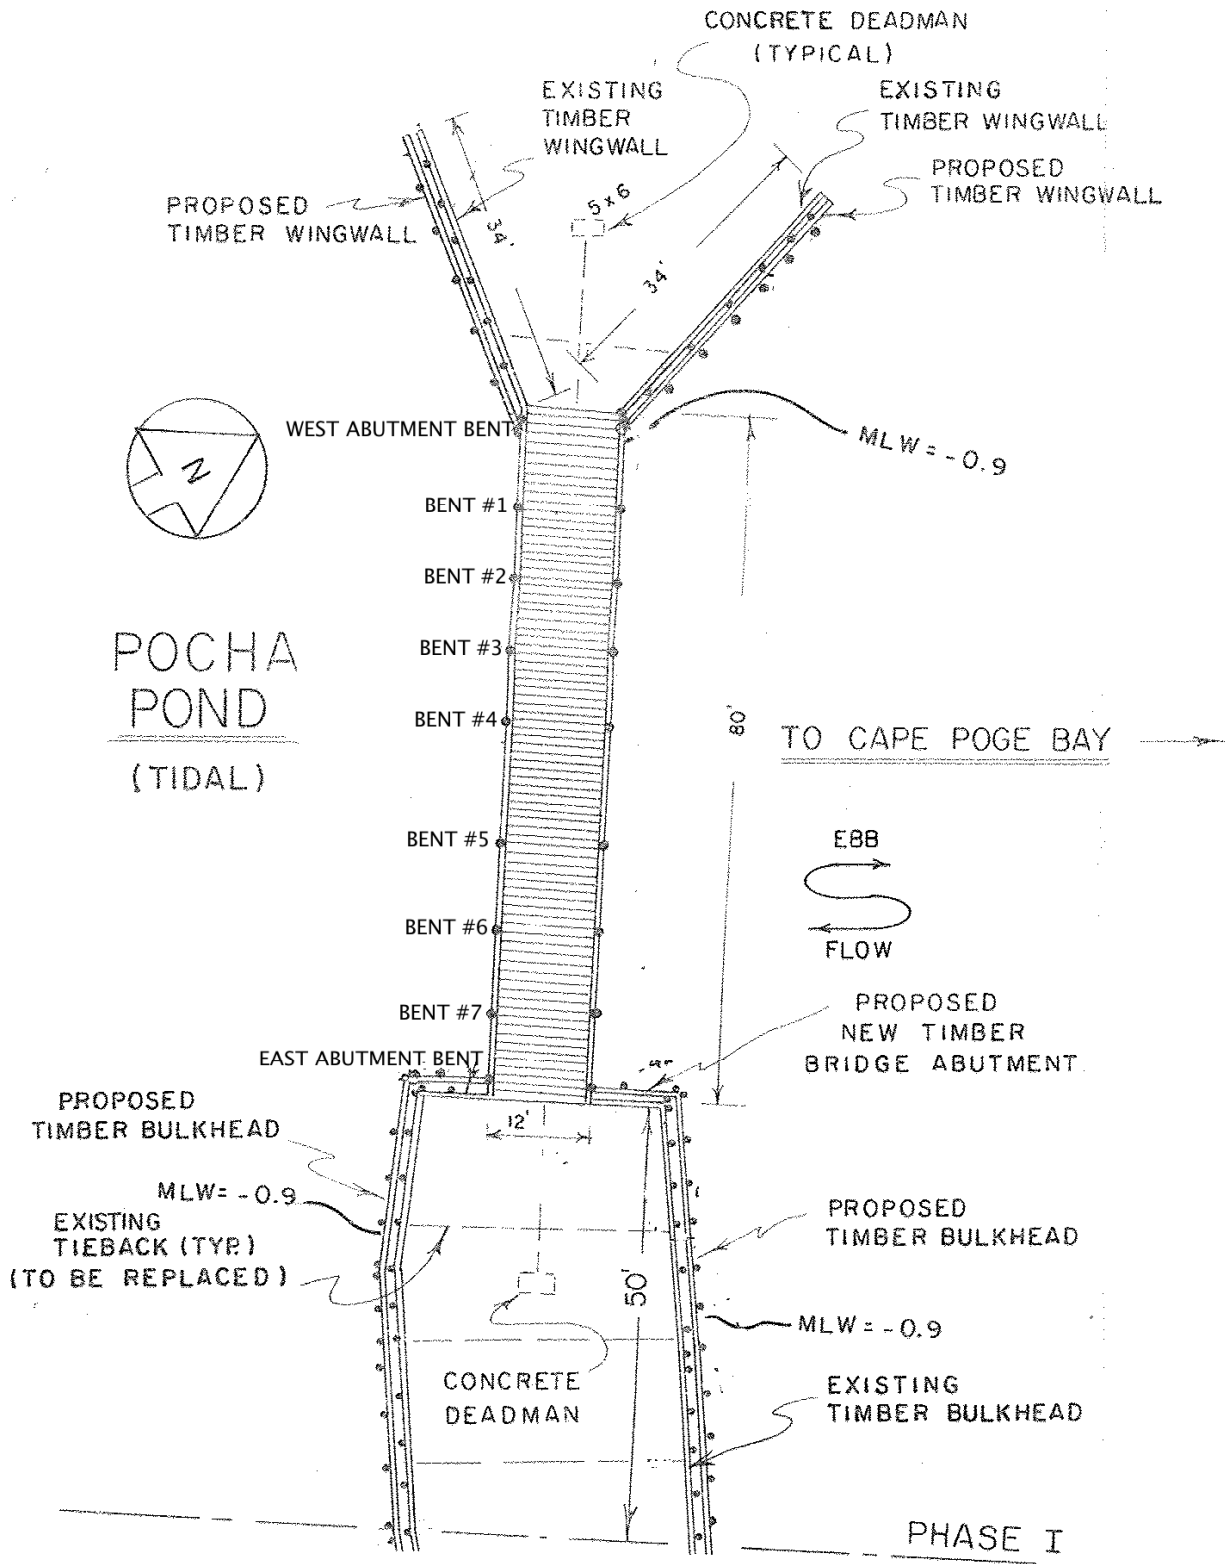 CONCRETE DEADMAN
(TYPICAL)
EXISTING
TIMBER
WINGWALL
EXISTING
TIMBER WINGWALL
PROPOSED
TIMBER WINGWALL
PROPOSED
TIMBER WINGWALL
5 x 6
34'
34'
WEST ABUTMENT BENT
MLW = -0.9
N
BENT #1
BENT #2
BENT #3
BENT #4
POCHA
POND
(TIDAL)
80'
TO CAPE POGE BAY
BENT #5
EBB
FLOW
BENT #6
BENT #7
PROPOSED
NEW TIMBER
BRIDGE ABUTMENT
EAST ABUTMENT BENT
PROPOSED
TIMBER BULKHEAD
12'
MLW= -0.9
EXISTING
TIEBACK (TYP.)
(TO BE REPLACED)
PROPOSED
TIMBER BULKHEAD
50'
MLW = -0.9
CONCRETE
DEADMAN
EXISTING
TIMBER BULKHEAD
PHASE I